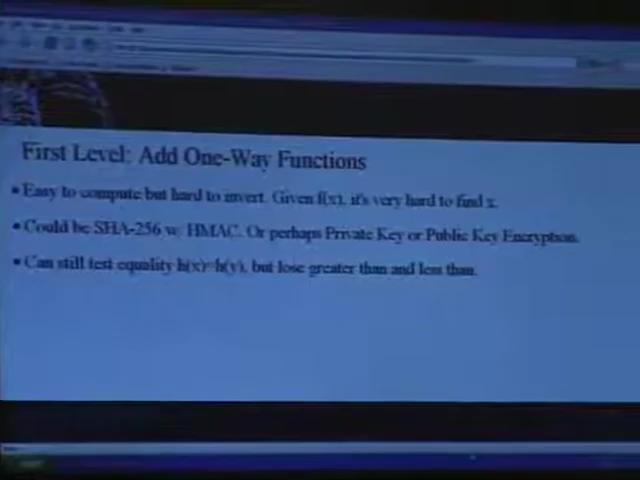 First Level: Add One-Way Functions
• Easy to compute but hard to invert. Given f(x), it's very hard to find x.
• Could be SHA-256 w/ HMAC. Or perhaps Private Key or Public Key Encryption.
• Can still test equality h(x)=h(y), but lose greater than and less than.